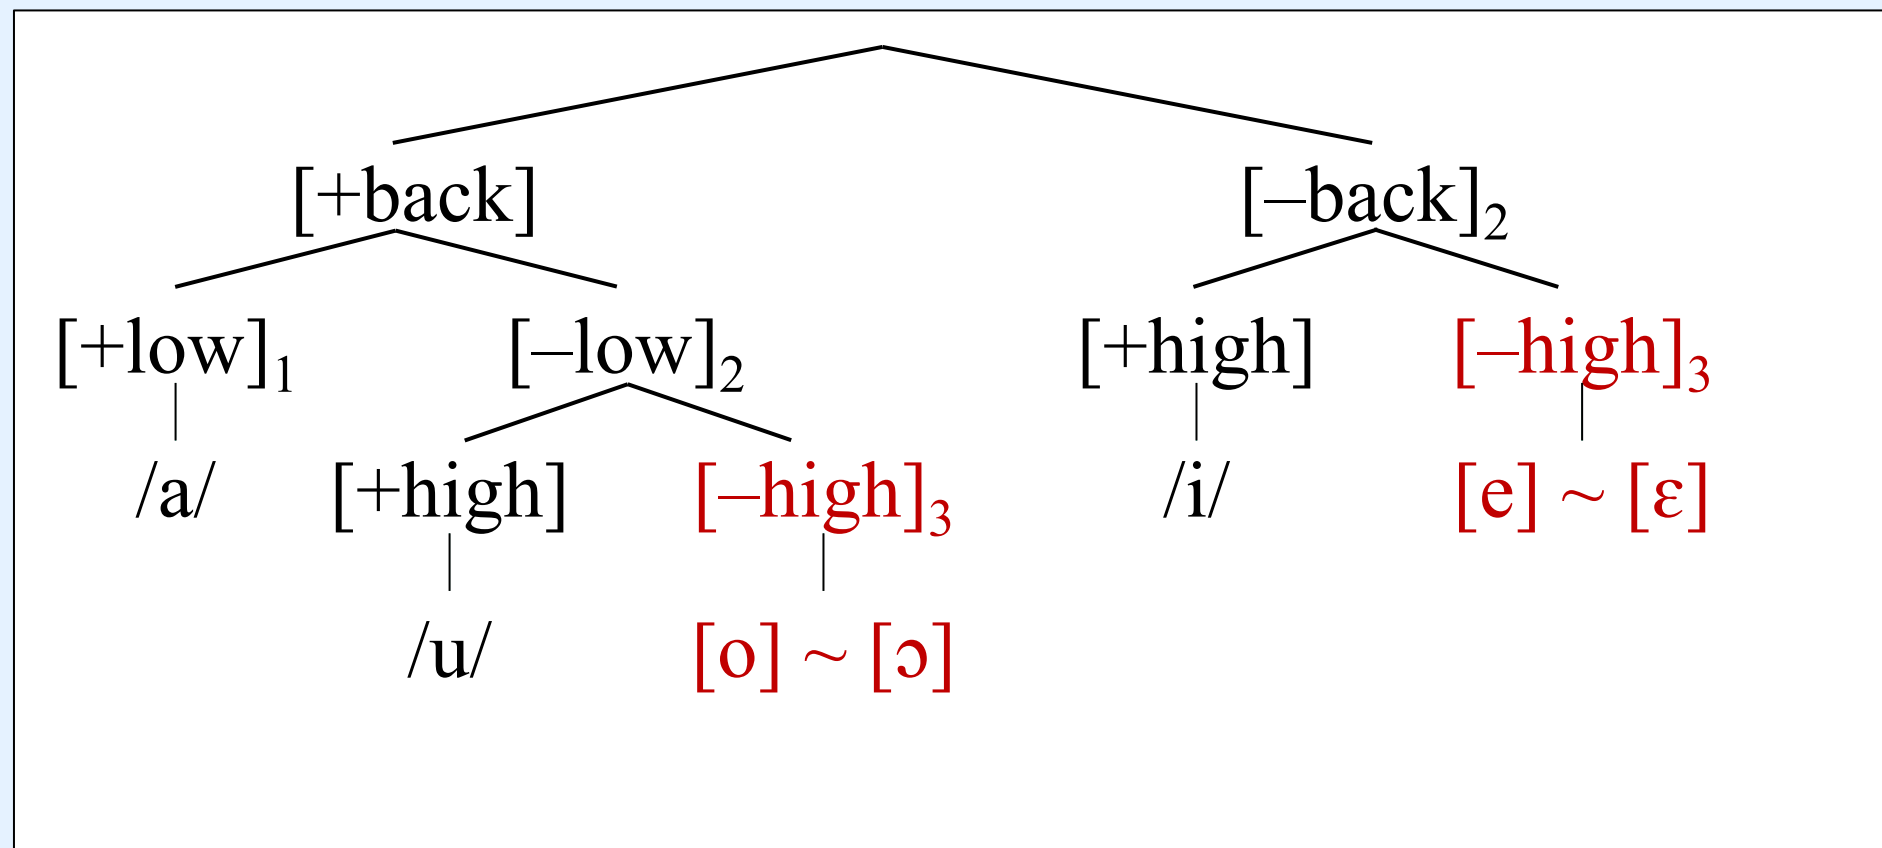 [+back] [–back]₂
[+low]₁ [–low]₂ [+high] [–high]₃
/a/ [+high] [–high]₃ /i/ [e] ~ [ɛ]
/u/ [o] ~ [ɔ]